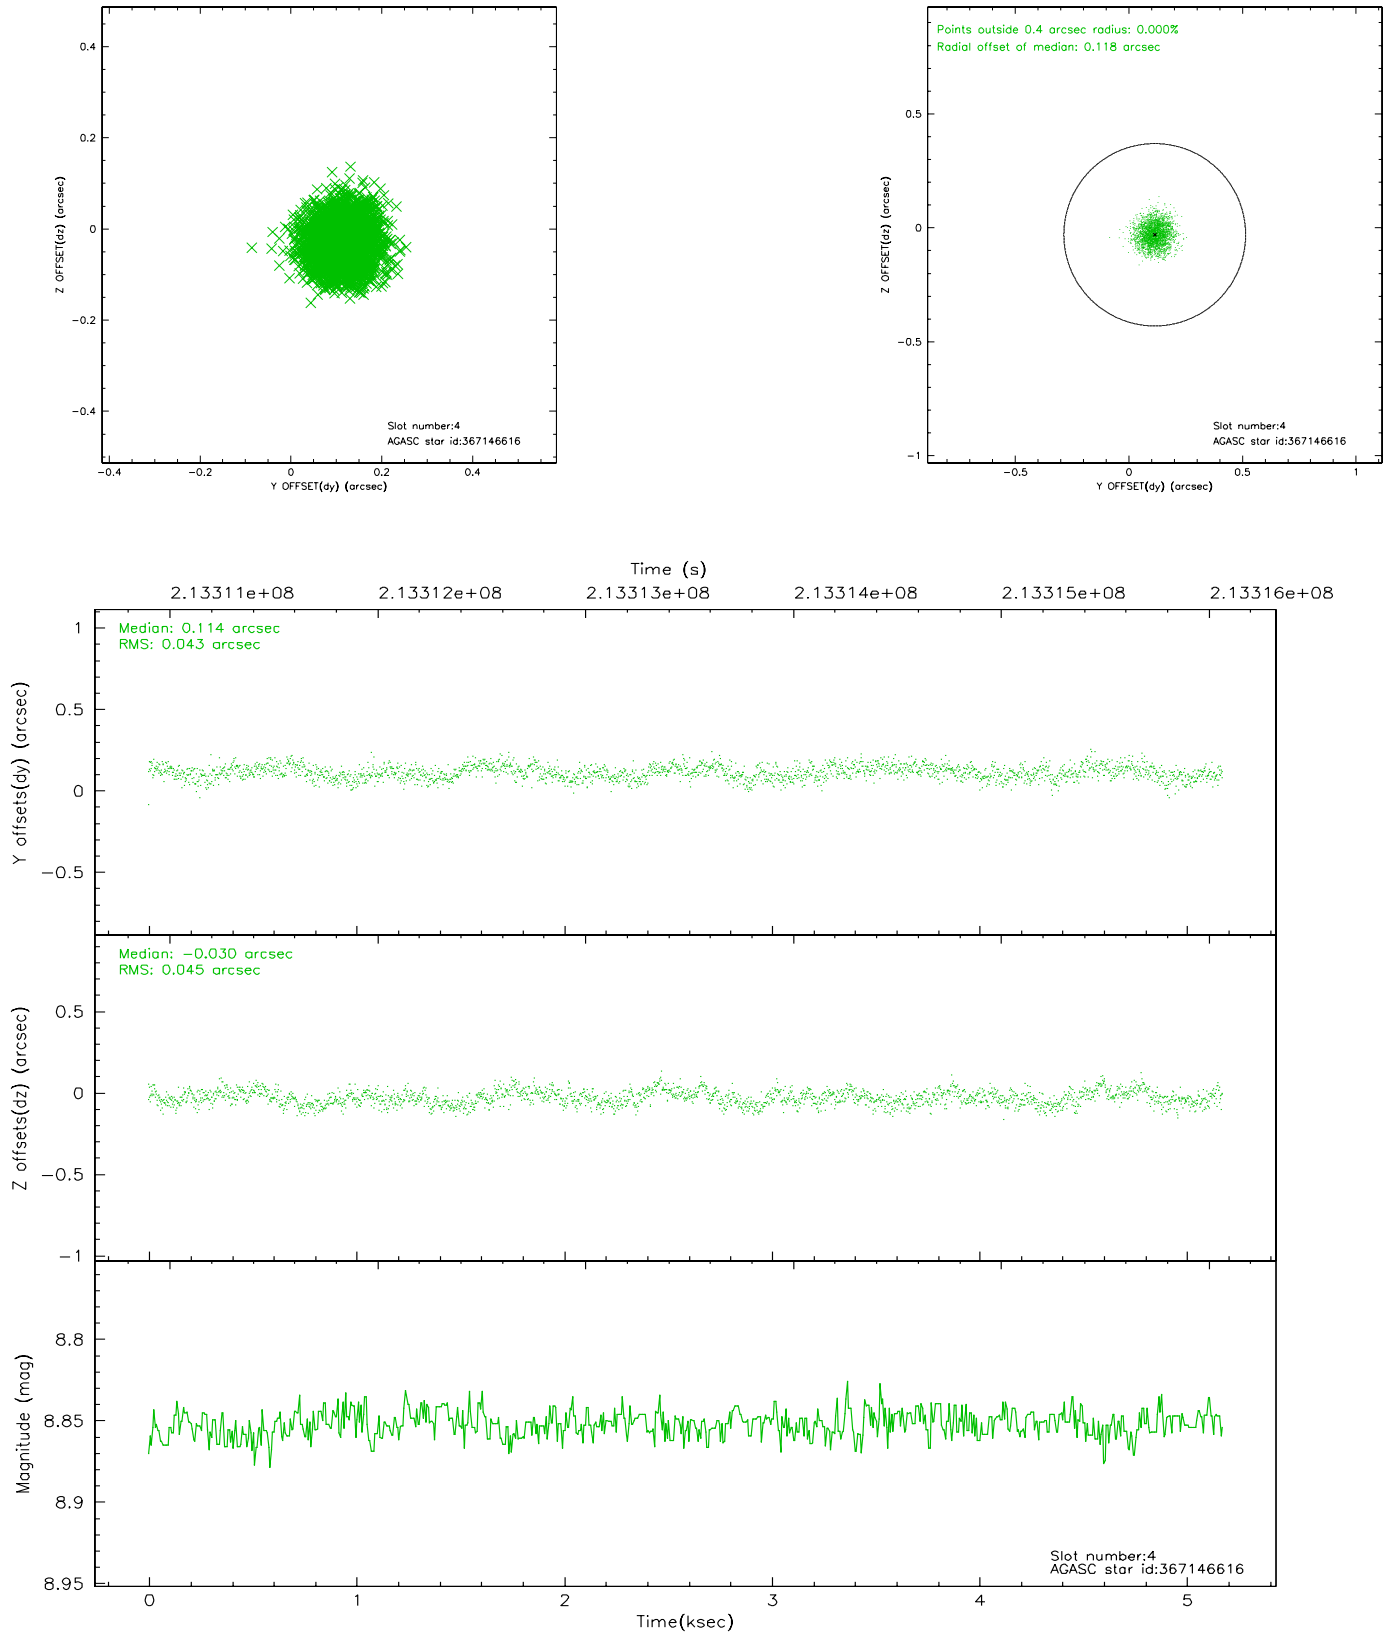 0.4
0.2
0
−0.2
−0.4
Z OFFSET(dz) (arcsec)
Slot number:4
AGASC star id:367146616
−0.4 −0.2 0 0.2 0.4
Y OFFSET(dy) (arcsec)
Points outside 0.4 arcsec radius: 0.000%
Radial offset of median: 0.118 arcsec
0.5
0
−0.5
−1
Z OFFSET(dz) (arcsec)
Slot number:4
AGASC star id:367146616
−0.5 0 0.5 1
Y OFFSET(dy) (arcsec)
Time (s)
2.13311e+08 2.13312e+08 2.13313e+08 2.13314e+08 2.13315e+08 2.13316e+08
Median: 0.114 arcsec
RMS: 0.043 arcsec
1
0.5
0
−0.5
Y offsets(dy) (arcsec)
Median: −0.030 arcsec
RMS: 0.045 arcsec
0.5
0
−0.5
−1
Z offsets(dz) (arcsec)
8.8
8.85
8.9
8.95
Magnitude (mag)
Slot number:4
AGASC star id:367146616
0 1 2 3 4 5
Time(ksec)